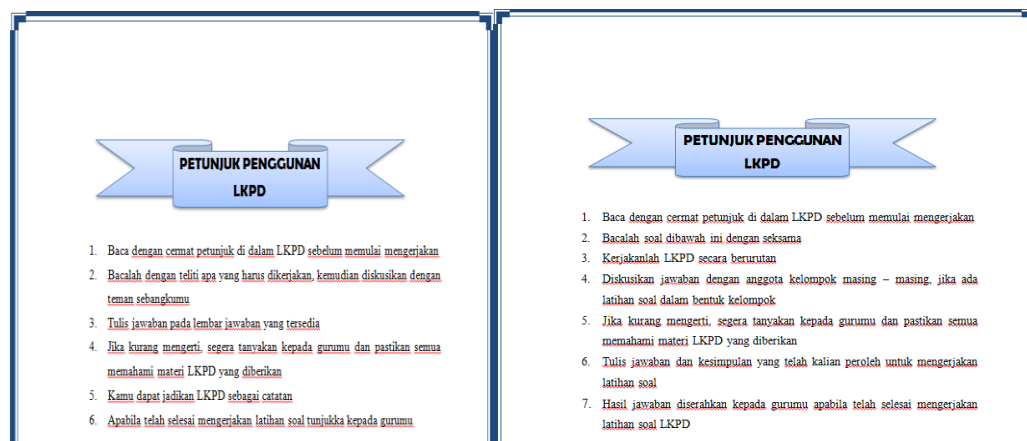 PETUNJUK PENGGUNAN
LKPD
1. Baca dengan cermat petunjuk di dalam LKPD sebelum memulai mengerjakan
2. Bacalah dengan teliti apa yang harus dikerjakan, kemudian diskusikan dengan
teman sebangkumu
3. Tulis jawaban pada lembar jawaban yang tersedia
4. Jika kurang mengerti, segera tanyakan kepada gurumu dan pastikan semua
memahami materi LKPD yang diberikan
5. Kamu dapat jadikan LKPD sebagai catatan
6. Apabila telah selesai mengerjakan latihan soal tunjukka kepada gurumu
PETUNJUK PENGGUNAN
LKPD
1. Baca dengan cermat petunjuk di dalam LKPD sebelum memulai mengerjakan
2. Bacalah soal dibawah ini dengan seksama
3. Kerjakanlah LKPD secara berurutan
4. Diskusikan jawaban dengan anggota kelompok masing – masing, jika ada
latihan soal dalam bentuk kelompok
5. Jika kurang mengerti, segera tanyakan kepada gurumu dan pastikan semua
memahami materi LKPD yang diberikan
6. Tulis jawaban dan kesimpulan yang telah kalian peroleh untuk mengerjakan
latihan soal
7. Hasil jawaban diserahkan kepada gurumu apabila telah selesai mengerjakan
latihan soal LKPD